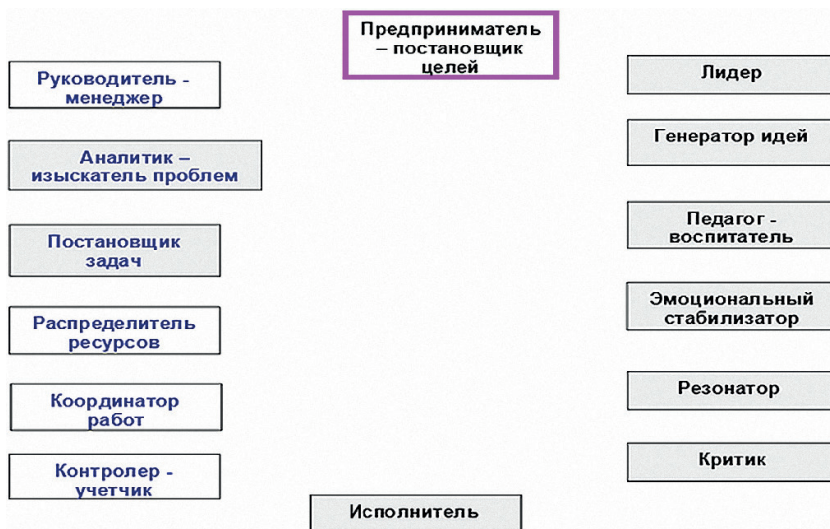 Предприниматель
– постановщик
целей
Руководитель -
менеджер
Аналитик –
изыскатель проблем
Постановщик
задач
Распределитель
ресурсов
Координатор
работ
Контролер -
учетчик
Лидер
Генератор идей
Педагог -
воспитатель
Эмоциональный
стабилизатор
Резонатор
Критик
Исполнитель